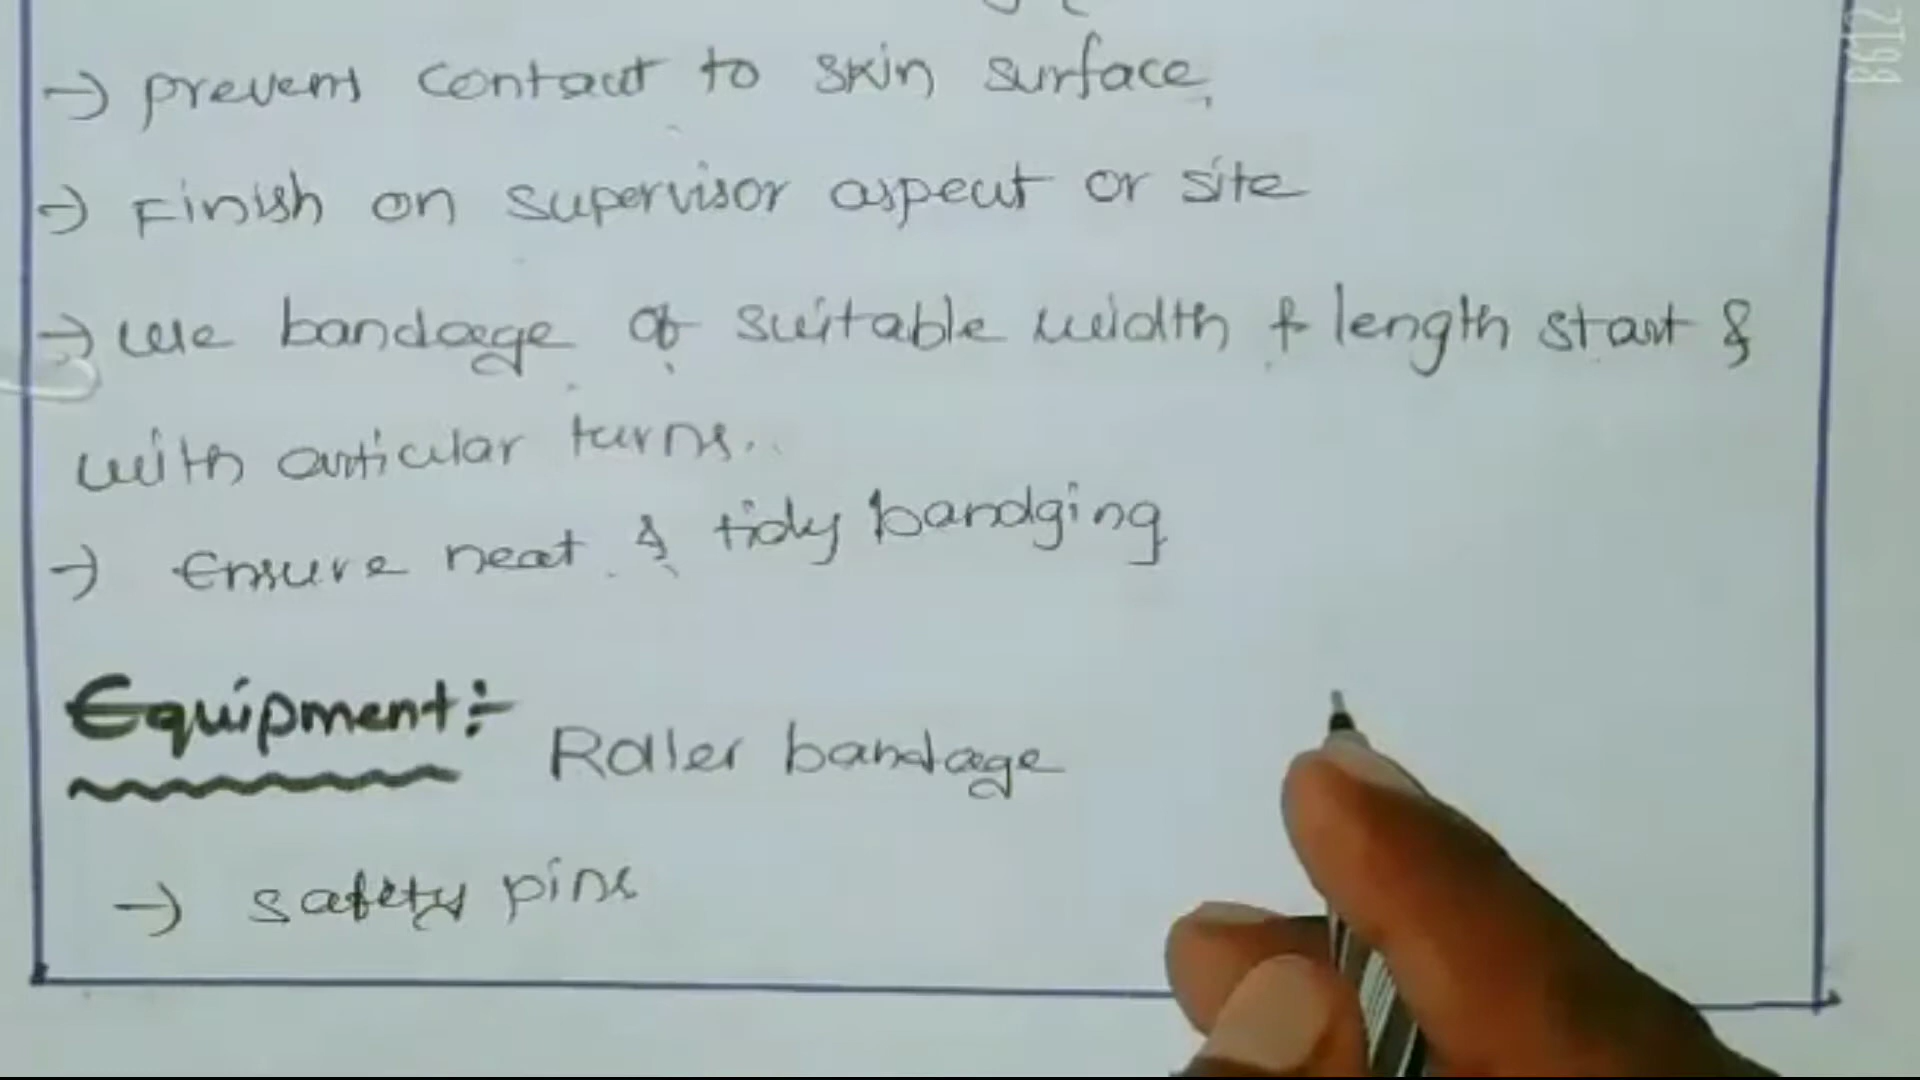 → prevent contact to skin surface,
→ Finish on supervisor aspect or site
→ use bandage of suitable width & length start &
with articular turns.
→ Ensure neat & tidy bandging
Equipment:- Roller bandage
→ safety pins